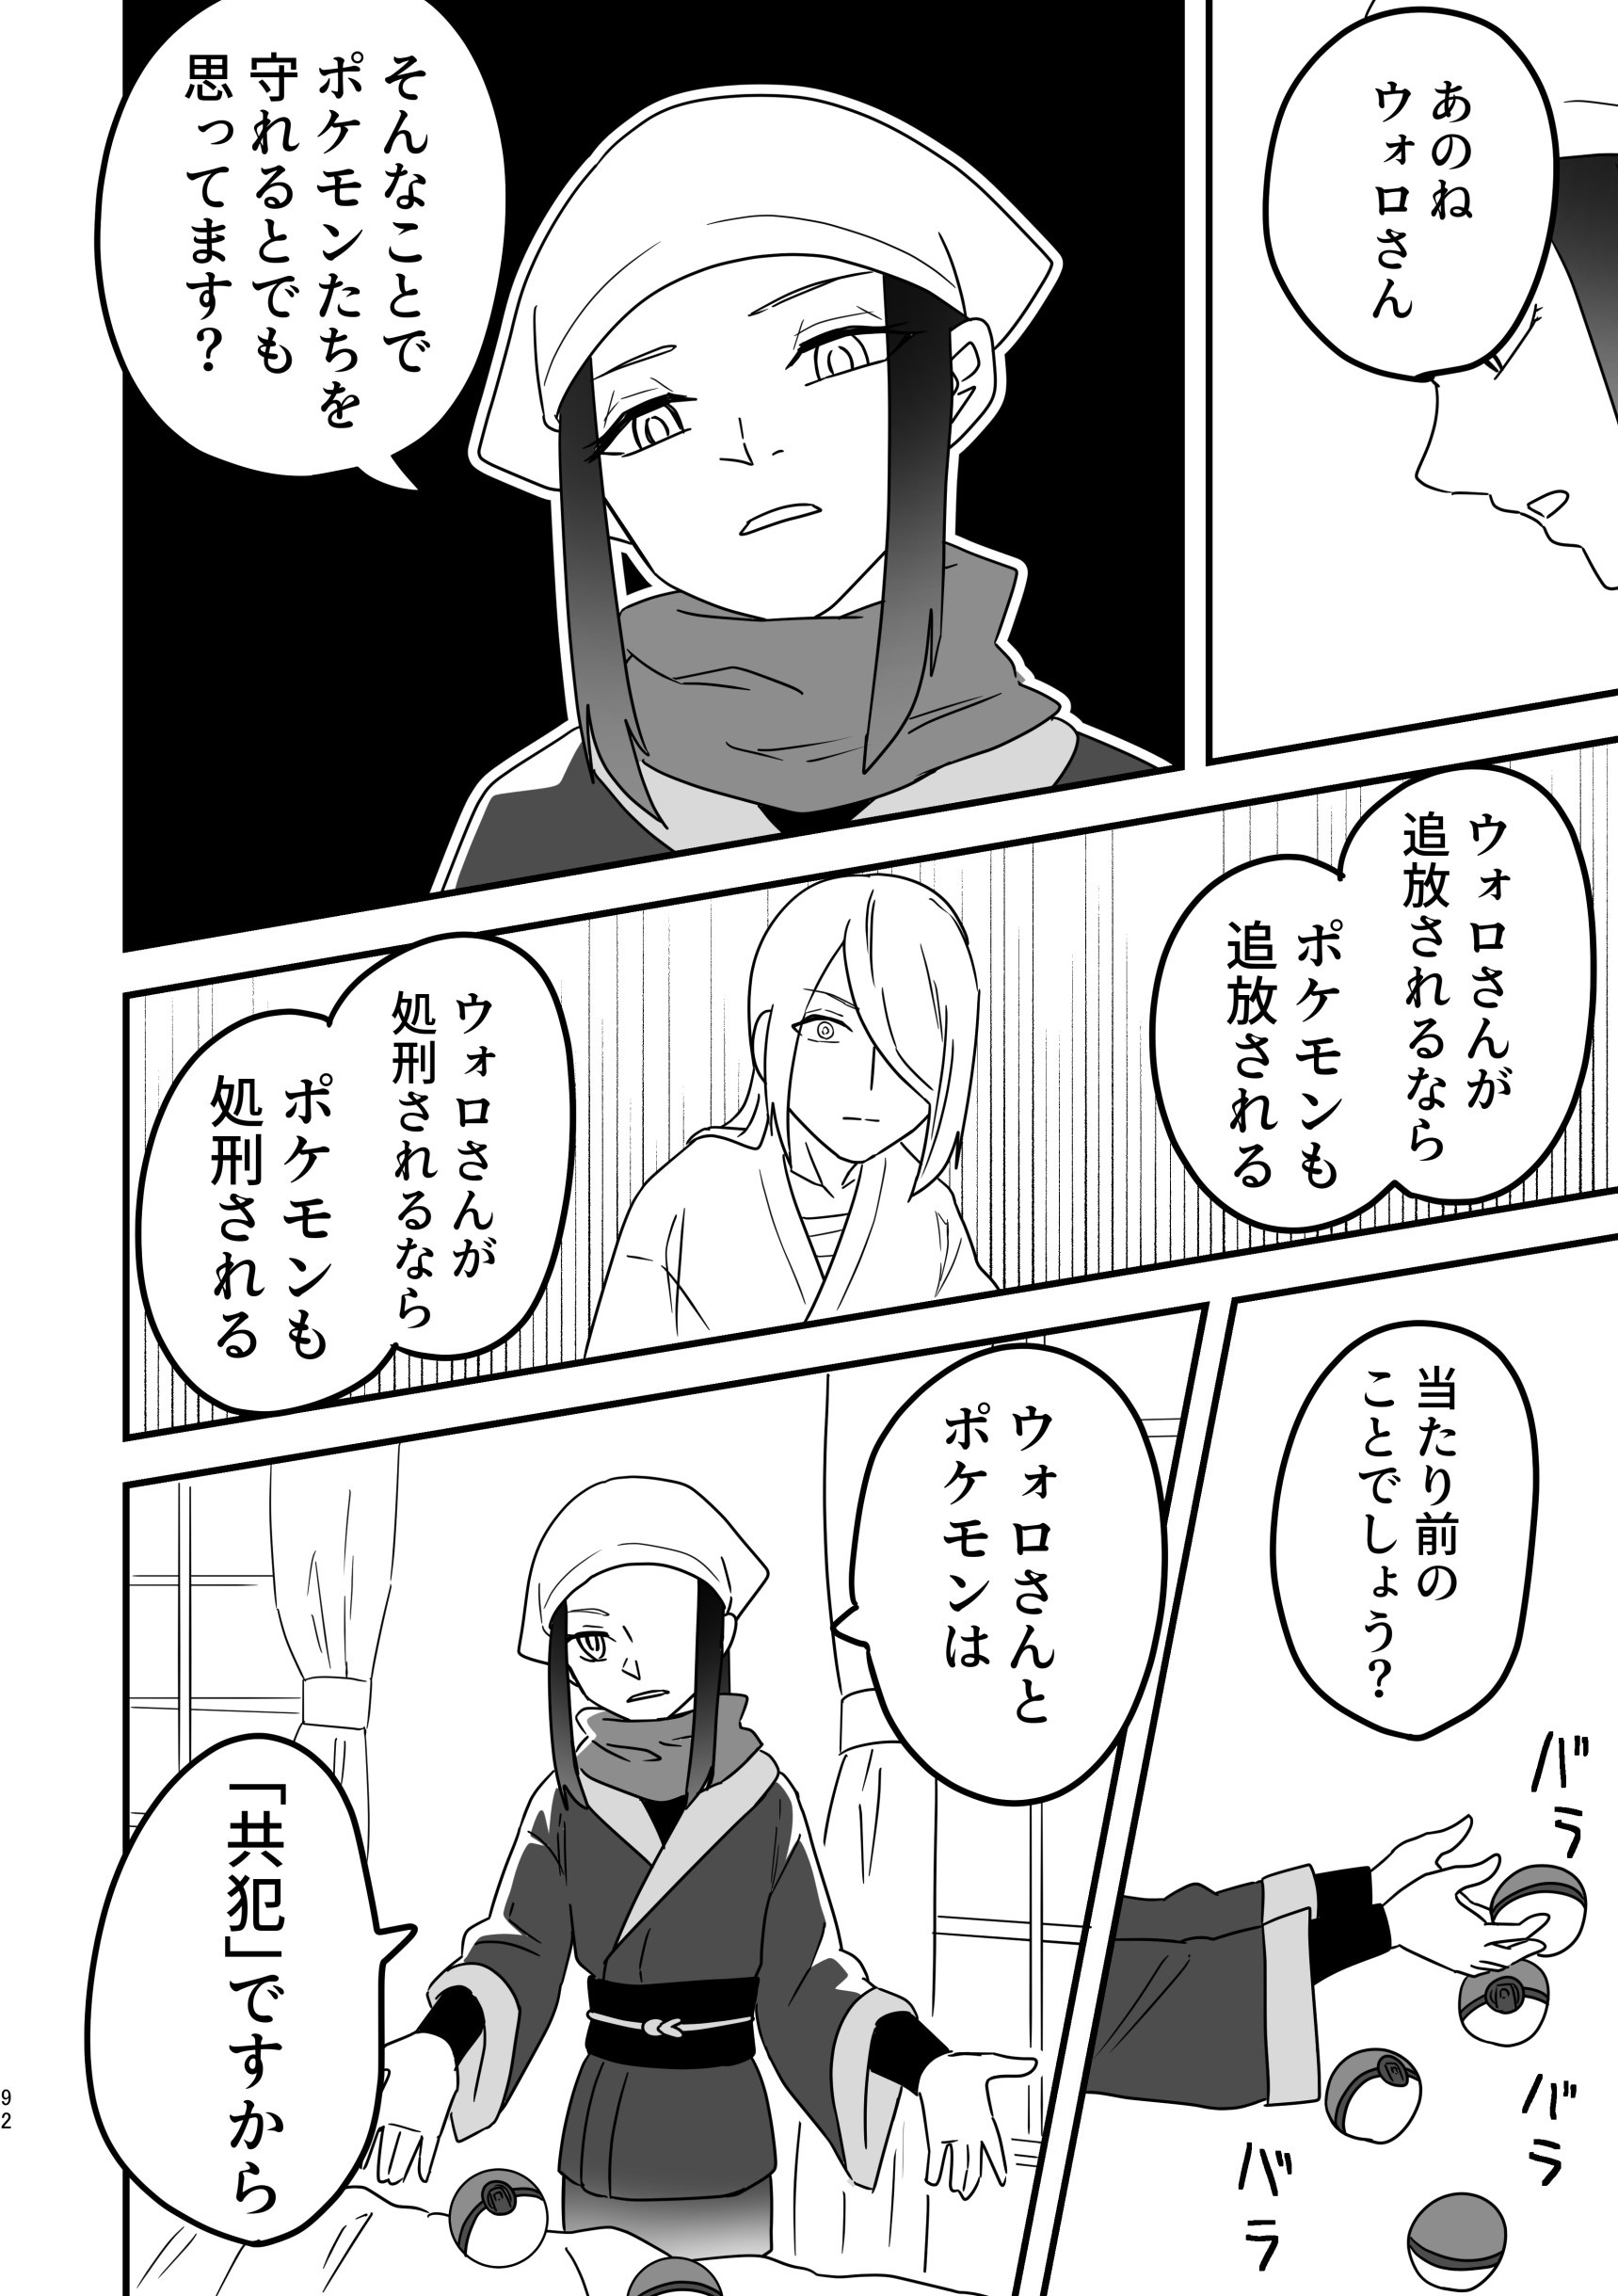 あのね
ウォロさん
そんなことで
ポケモンたちを
守れるとでも
思ってます？
ウォロさんが
追放されるなら
ポケモンも
追放される
ウォロさんが
処刑されるなら
ポケモンも
処刑される
当たり前の
ことでしょう？
バラ
バラ
バラ
ウォロさんと
ポケモンは
「共犯」ですから
92